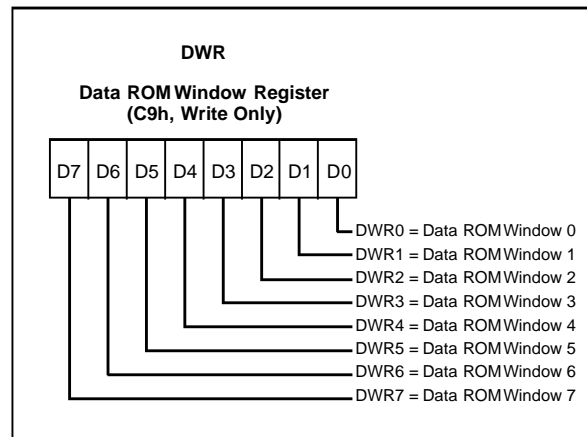 DWR
Data ROM Window Register
(C9h, Write Only)
D7 D6 D5 D4 D3 D2 D1 D0
DWR0 = Data ROM Window 0
DWR1 = Data ROM Window 1
DWR2 = Data ROM Window 2
DWR3 = Data ROM Window 3
DWR4 = Data ROM Window 4
DWR5 = Data ROM Window 5
DWR6 = Data ROM Window 6
DWR7 = Data ROM Window 7